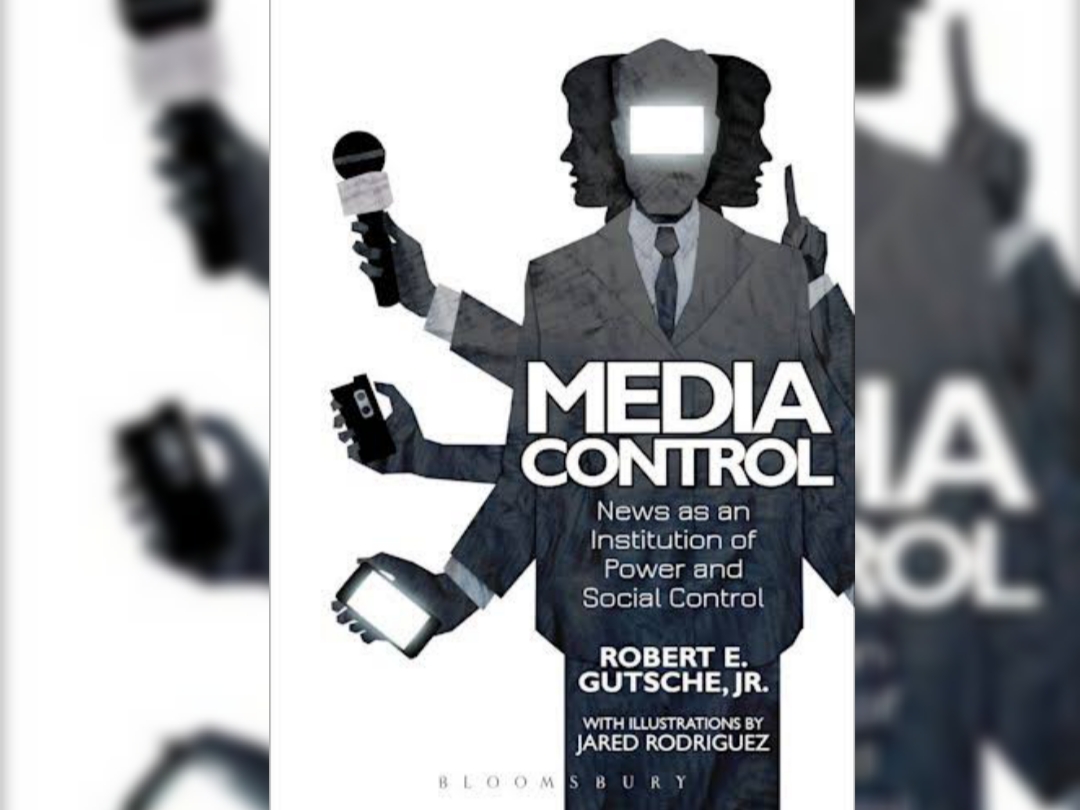 MEDIA
CONTROL
News as an
Institution of
Power and
Social Control
ROBERT E.
GUTSCHE, JR.
WITH ILLUSTRATIONS BY
JARED RODRIGUEZ
BLOOMSBURY